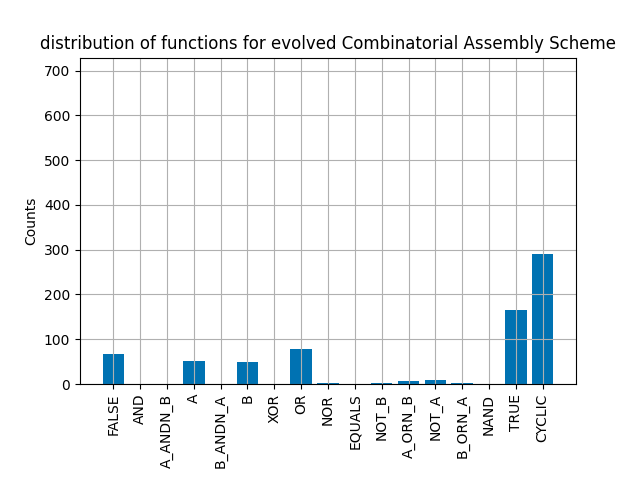 distribution of functions for evolved Combinatorial Assembly Scheme
700
600
500
400
300
200
100
0
Counts
FALSE
AND
A_ANDN_B
A
B_ANDN_A
B
XOR
OR
NOR
EQUALS
NOT_B
A_ORN_B
NOT_A
B_ORN_A
NAND
TRUE
CYCLIC